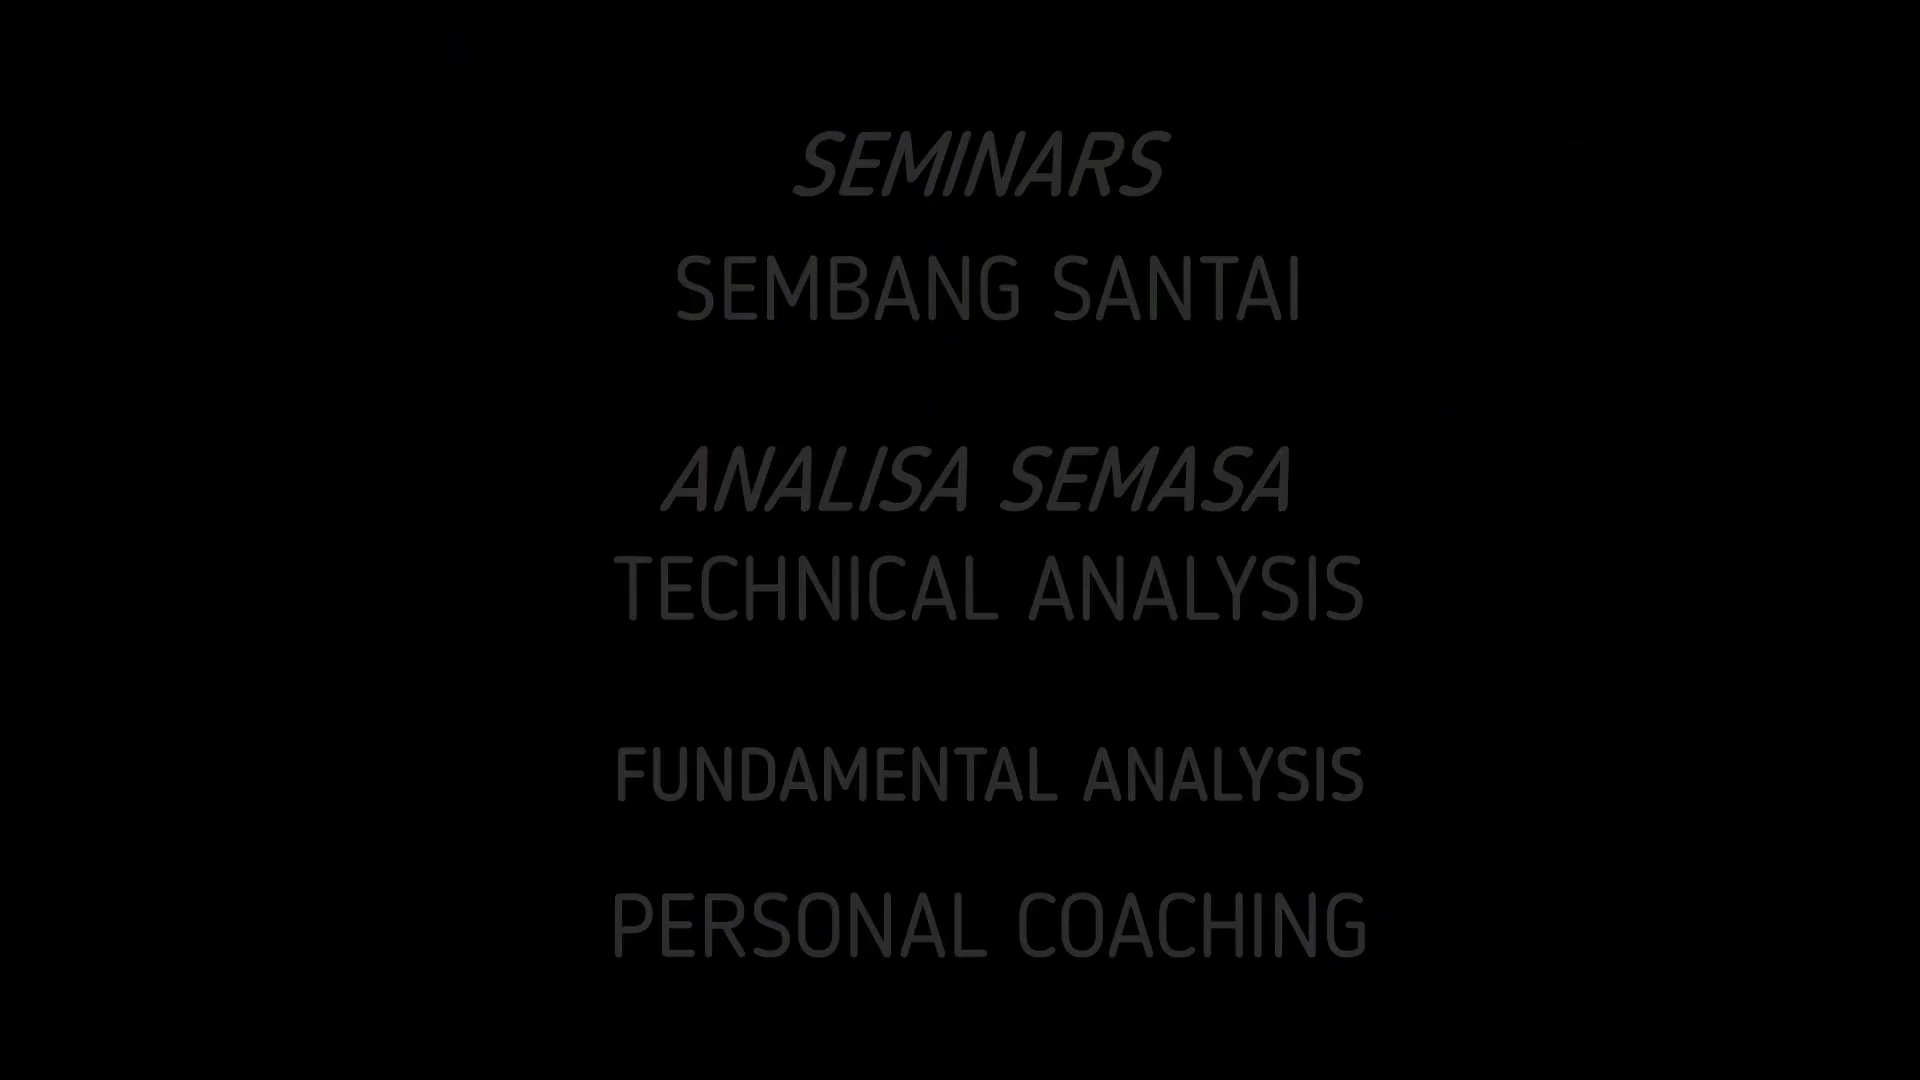 SEMINARS
SEMBANG SANTAI
ANALISA SEMASA
TECHNICAL ANALYSIS
FUNDAMENTAL ANALYSIS
PERSONAL COACHING